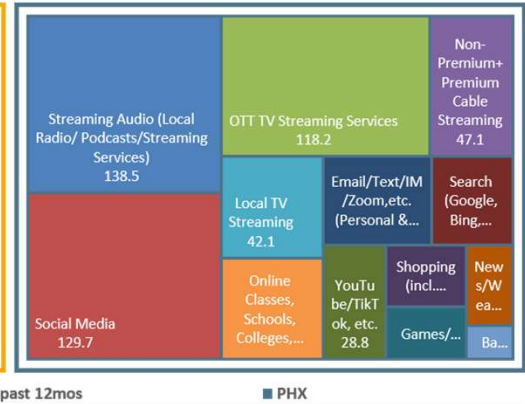 Streaming Audio (Local
Radio/ Podcasts/Streaming
Services)
138.5
OTT TV Streaming Services
118.2
Non-
Premium+
Premium
Cable
Streaming
47.1
Social Media
129.7
Local TV
Streaming
42.1
Email/Text/IM
/Zoom,etc.
(Personal &...
Search
(Google,
Bing,...
Online
Classes,
Schools,
Colleges,...
YouTu
be/TikT
ok, etc.
28.8
Shopping
(incl....
New
s/W
ea...
Games/...
Ba...
past 12mos
PHX